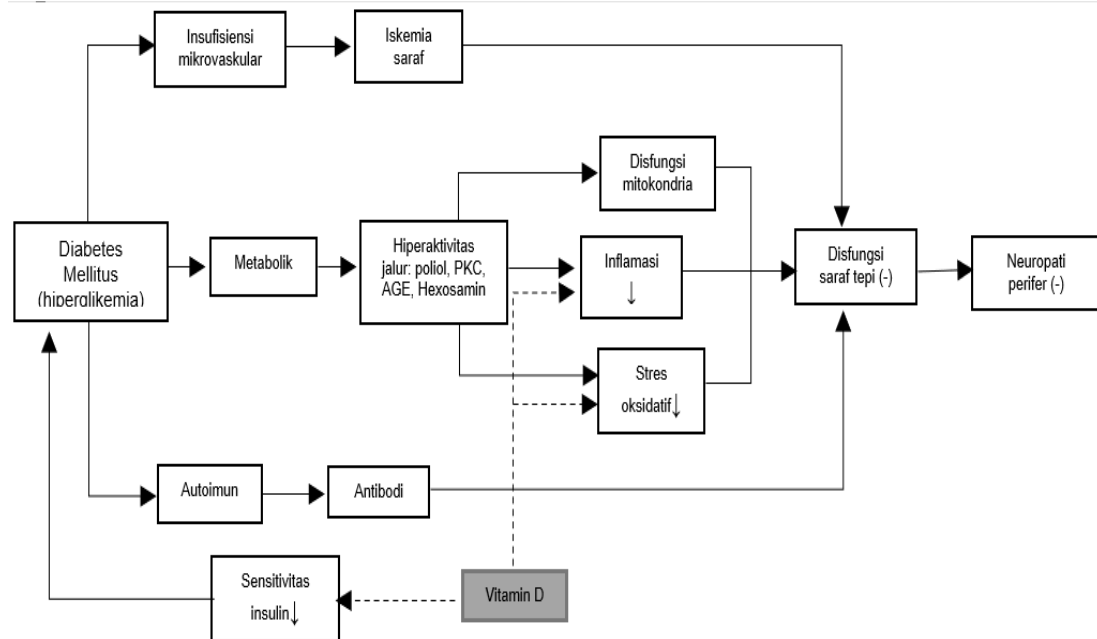 Insufisiensi
mikrovaskular
Iskemia
saraf
Disfungsi
mitokondria
Diabetes
Mellitus
(hiperglikemia)
Metabolik
Hiperaktivitas
jalur: poliol, PKC,
AGE, Hexosamin
Inflamasi
↓
Disfungsi
saraf tepi (-)
Neuropati
perifer (-)
Stres
oksidatif↓
Autoimun
Antibodi
Sensitivitas
insulin↓
Vitamin D